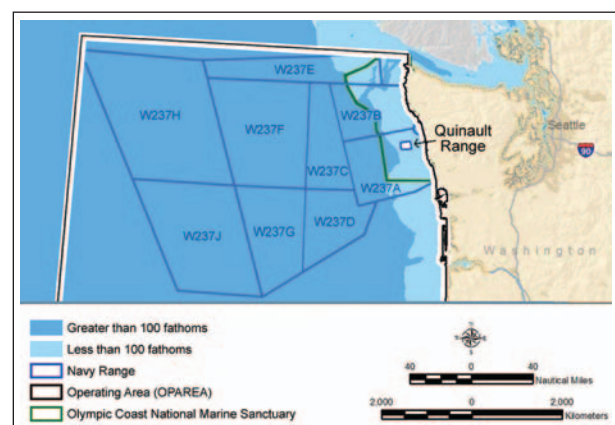 W237E
W237H
W237B
W237F
Quinault
Range
Seattle
90
W237C
W237A
W237D
W237J
W237G
Washington
Greater than 100 fathoms
Less than 100 fathoms
Navy Range
Operating Area (OPAREA)
Olympic Coast National Marine Sanctuary
40 0 40
Nautical Miles
2,000 0 2,000
Kilometers